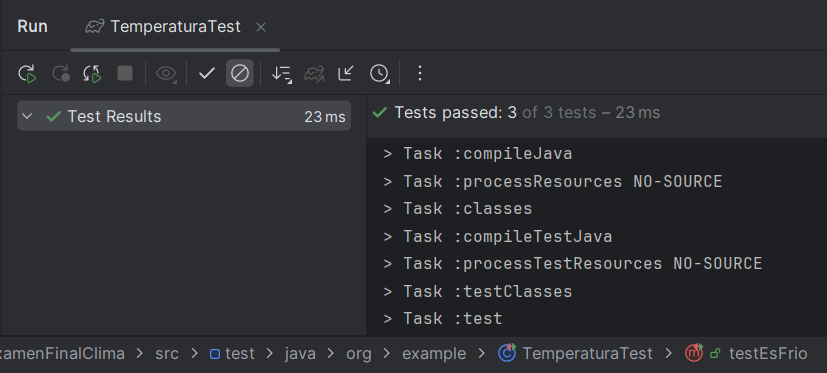 Run TemperaturaTest
Test Results 23 ms
Tests passed: 3 of 3 tests – 23 ms
> Task :compileJava
> Task :processResources NO-SOURCE
> Task :classes
> Task :compileTestJava
> Task :processTestResources NO-SOURCE
> Task :testClasses
> Task :test
xamenFinalClima > src > test > java > org > example > TemperaturaTest > testEsFrio